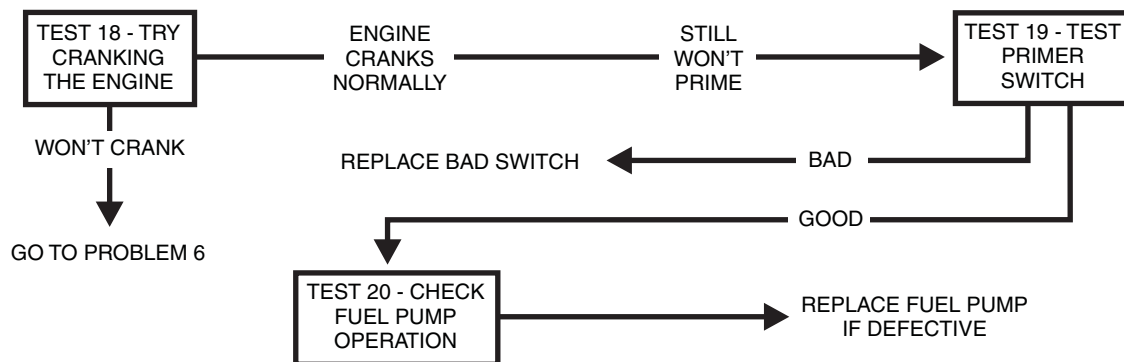 TEST 18 - TRY
CRANKING
THE ENGINE
ENGINE
CRANKS
NORMALLY
STILL
WON'T
PRIME
TEST 19 - TEST
PRIMER
SWITCH
WON'T CRANK
GO TO PROBLEM 6
BAD
REPLACE BAD SWITCH
GOOD
TEST 20 - CHECK
FUEL PUMP
OPERATION
REPLACE FUEL PUMP
IF DEFECTIVE